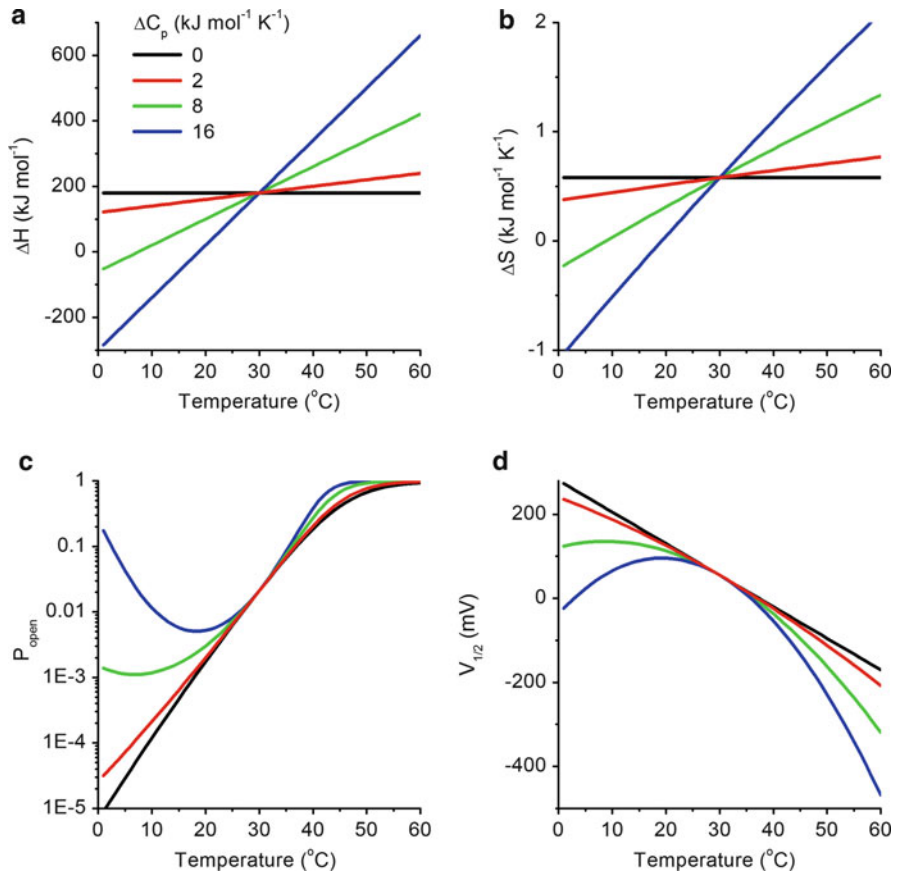 a
ΔCp (kJ mol⁻¹ K⁻¹)
0
2
8
16
600
400
200
0
-200
ΔH (kJ mol⁻¹)
0 10 20 30 40 50 60
Temperature (°C)
b
2
1
0
-1
ΔS (kJ mol⁻¹ K⁻¹)
0 10 20 30 40 50 60
Temperature (°C)
c
1
0.1
0.01
1E-3
1E-4
1E-5
Popen
0 10 20 30 40 50 60
Temperature (°C)
d
200
0
-200
-400
V1/2 (mV)
0 10 20 30 40 50 60
Temperature (°C)